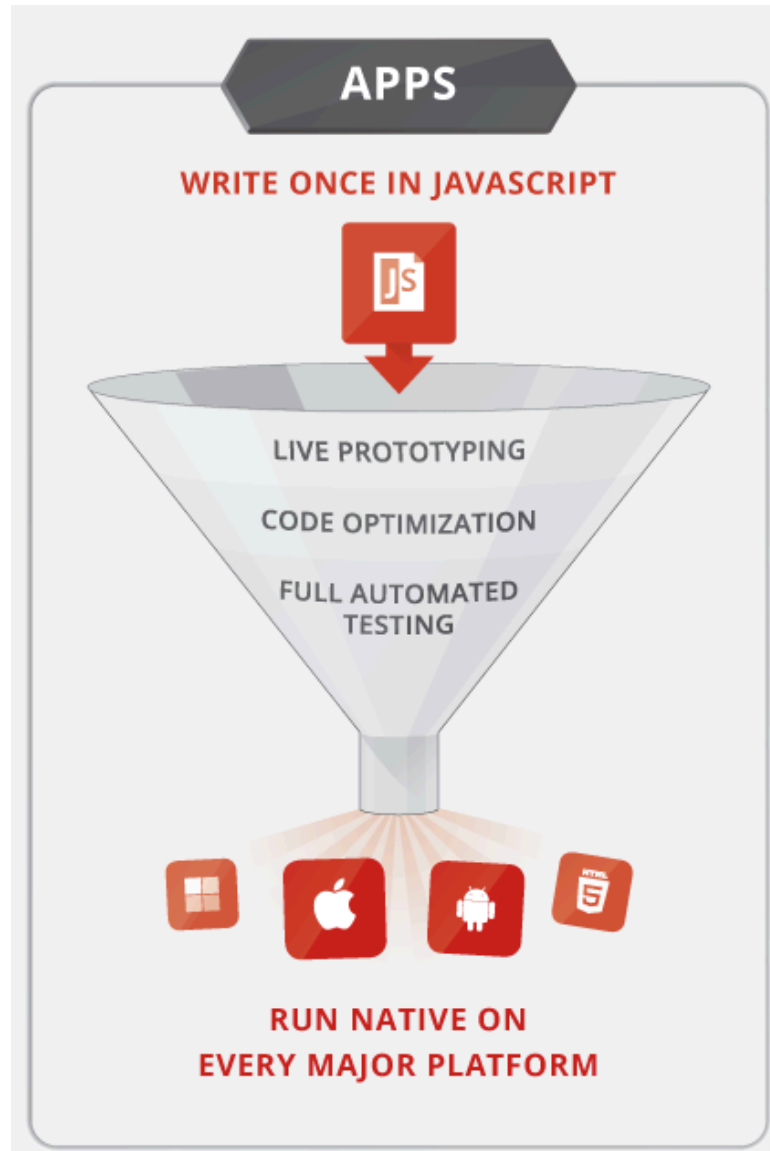 APPS
WRITE ONCE IN JAVASCRIPT
JS
LIVE PROTOTYPING
CODE OPTIMIZATION
FULL AUTOMATED
TESTING
HTML
5
RUN NATIVE ON
EVERY MAJOR PLATFORM